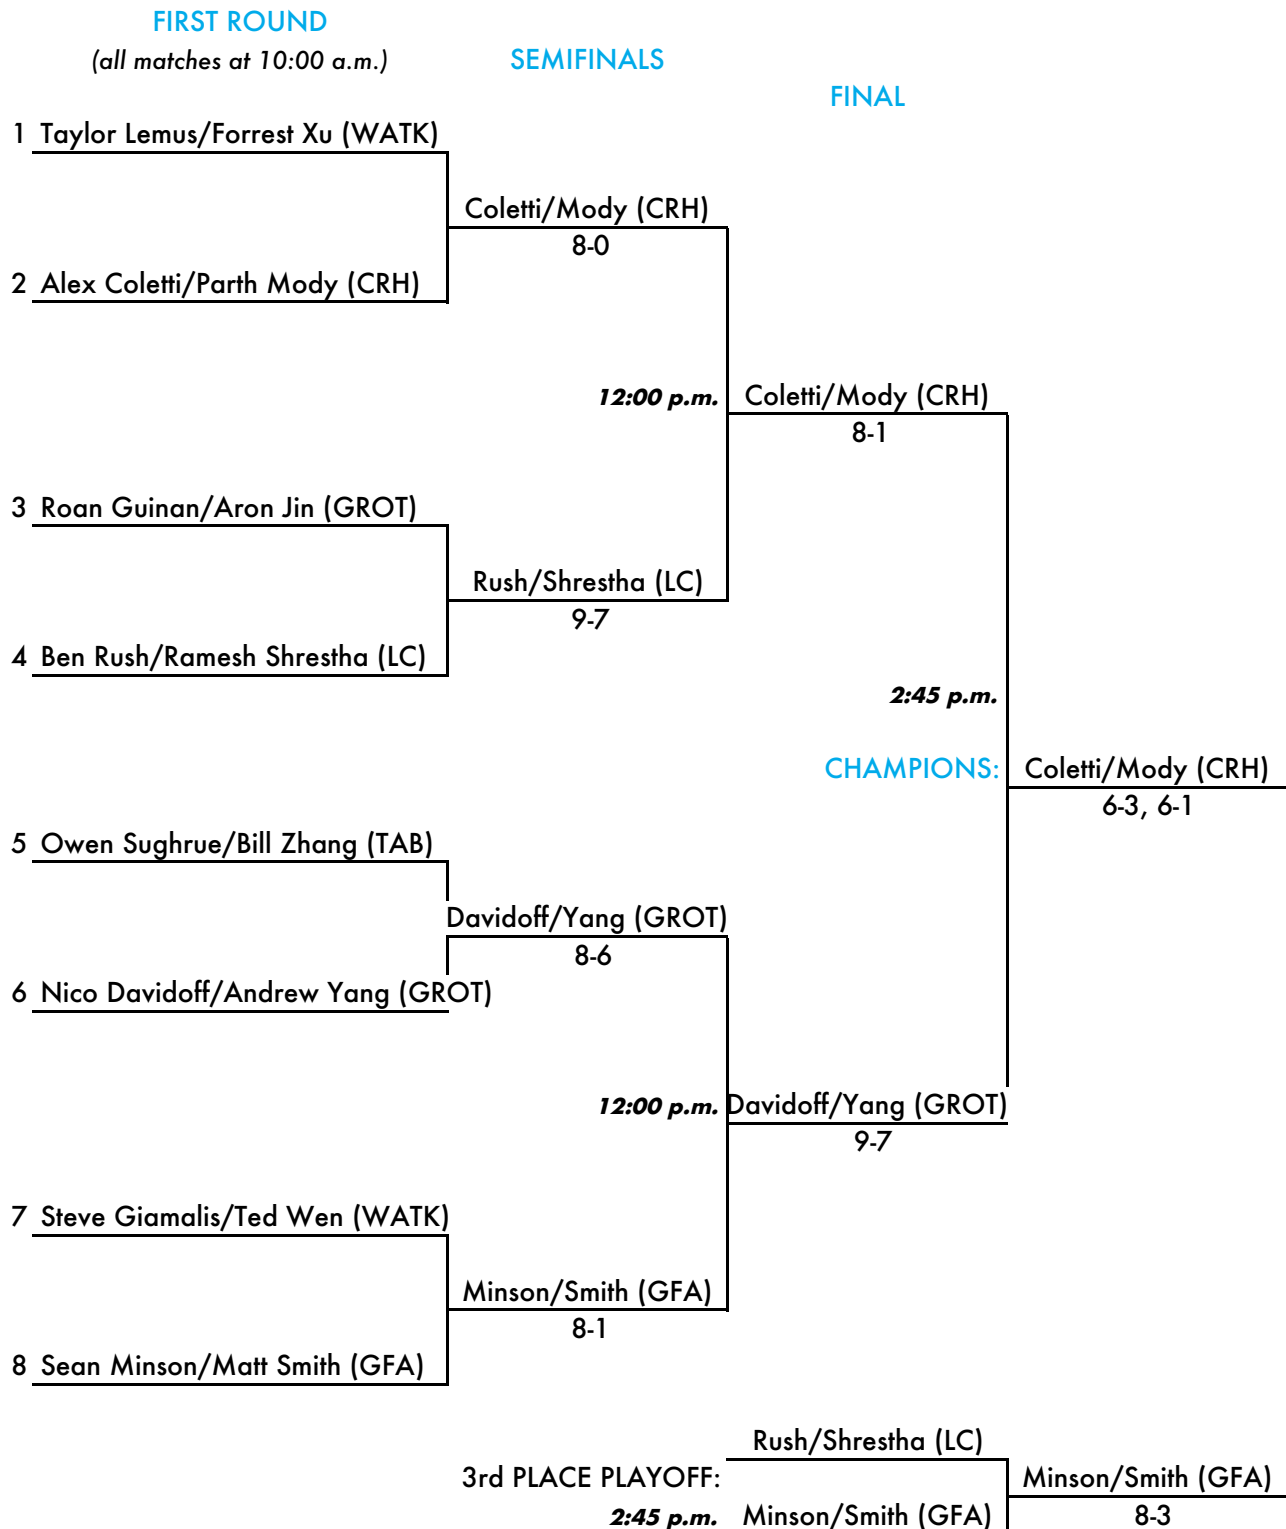 FIRST ROUND
(all matches at 10:00 a.m.)
SEMIFINALS
FINAL
1 Taylor Lemus/Forrest Xu (WATK)
Coletti/Mody (CRH)
8-0
2 Alex Coletti/Parth Mody (CRH)
12:00 p.m.
Coletti/Mody (CRH)
8-1
3 Roan Guinan/Aron Jin (GROT)
Rush/Shrestha (LC)
9-7
4 Ben Rush/Ramesh Shrestha (LC)
2:45 p.m.
CHAMPIONS:
Coletti/Mody (CRH)
6-3, 6-1
5 Owen Sughrue/Bill Zhang (TAB)
Davidoff/Yang (GROT)
8-6
6 Nico Davidoff/Andrew Yang (GROT)
12:00 p.m.
Davidoff/Yang (GROT)
9-7
7 Steve Giamalis/Ted Wen (WATK)
Minson/Smith (GFA)
8-1
8 Sean Minson/Matt Smith (GFA)
Rush/Shrestha (LC)
3rd PLACE PLAYOFF:
Minson/Smith (GFA)
2:45 p.m.
Minson/Smith (GFA)
8-3